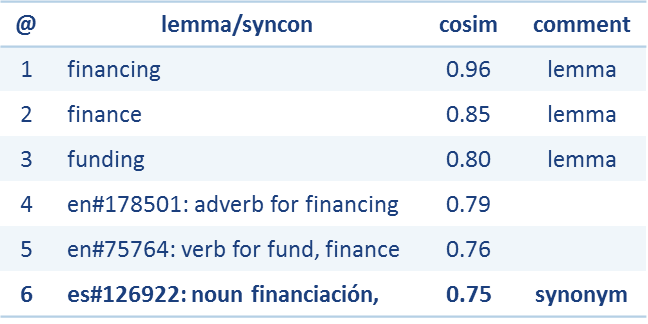 @ lemma/syncon cosim comment
1 financing 0.96 lemma
2 finance 0.85 lemma
3 funding 0.80 lemma
4 en#178501: adverb for financing 0.79
5 en#75764: verb for fund, finance 0.76
6 es#126922: noun financiación, 0.75 synonym